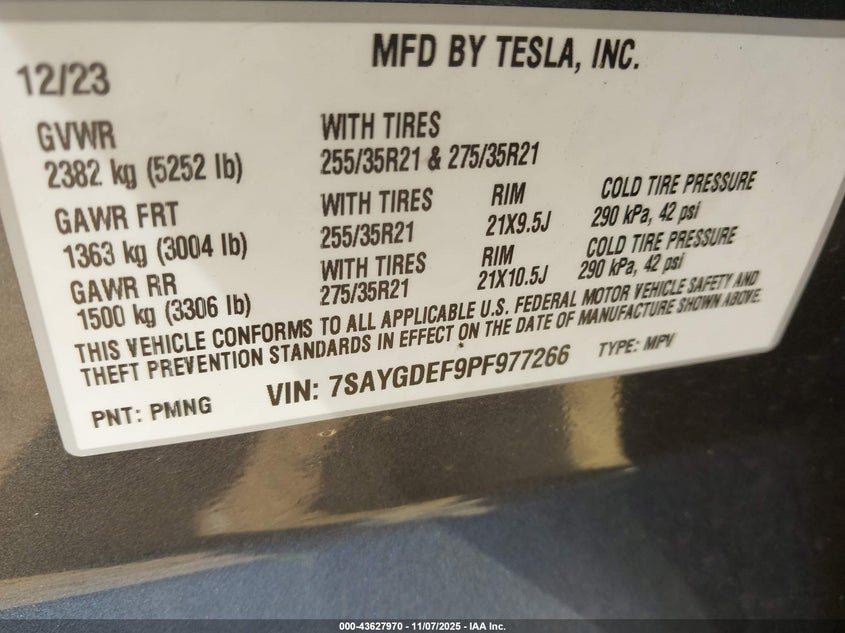 MFD BY TESLA, INC.
12/23
GVWR
2382 kg (5252 lb)
WITH TIRES
255/35R21 & 275/35R21
GAWR FRT
1363 kg (3004 lb)
WITH TIRES
255/35R21
RIM
21X9.5J
COLD TIRE PRESSURE
290 kPa, 42 psi
GAWR RR
1500 kg (3306 lb)
WITH TIRES
275/35R21
RIM
21X10.5J
COLD TIRE PRESSURE
290 kPa, 42 psi
THIS VEHICLE CONFORMS TO ALL APPLICABLE U.S. FEDERAL MOTOR VEHICLE SAFETY AND
THEFT PREVENTION STANDARDS IN EFFECT ON THE DATE OF MANUFACTURE SHOWN ABOVE.
PNT: PMNG
VIN: 7SAYGDEF9PF977266
TYPE: MPV
000-43627970 — 11/07/2025 — IAA Inc.